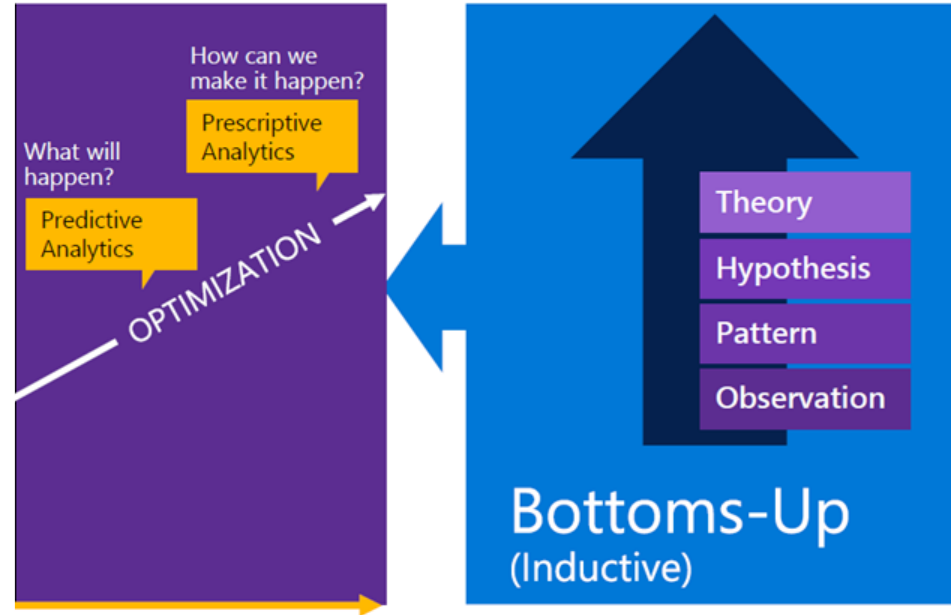 How can we
make it happen?
Prescriptive
Analytics
What will
happen?
Predictive
Analytics
OPTIMIZATION
Theory
Hypothesis
Pattern
Observation
Bottoms-Up
(Inductive)